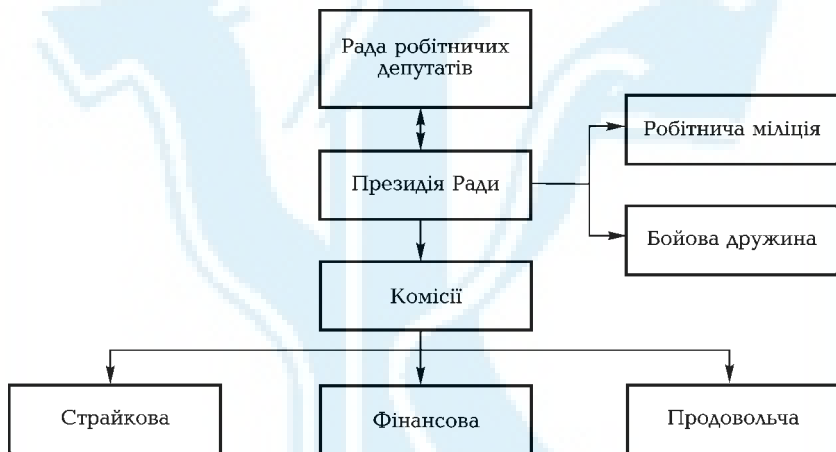 Рада робітничих
депутатів
Робітнича міліція
Президія Ради
Бойова дружина
Комісії
Страйкова
Фінансова
Продовольча